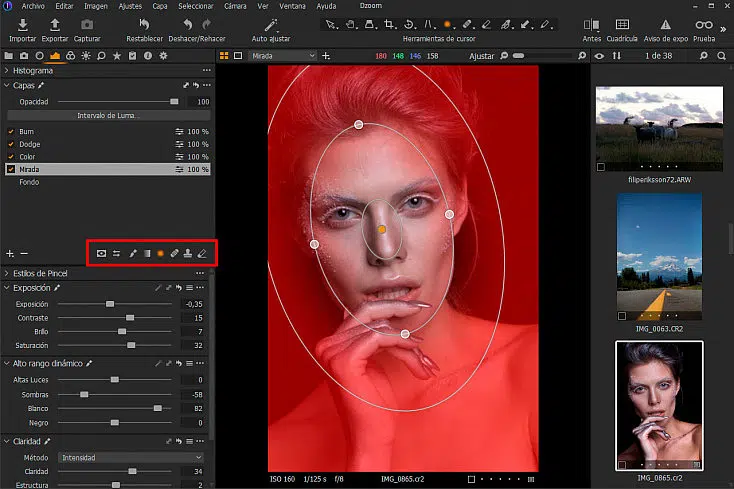 Archivo Editar Imagen Ajustes Capa Seleccionar Cámara Ver Ventana Ayuda Dzoom
Importar Exportar Capturar Restablecer Deshacer/Rehacer Auto ajustar Herramientas de cursor Antes Cuadrícula Aviso de expo Prueba
Mirada 180 148 146 158 Ajustar 1 de 38
Histograma
Capas
Opacidad 100
Intervalo de Luma...
Burn 100 %
Dodge 100 %
Color 100 %
Mirada 100 %
Fondo
Estilos de Pincel
Exposición
Exposición -0,35
Contraste 15
Brillo 7
Saturación 32
Alto rango dinámico
Altas Luces 0
Sombras -58
Blanco 82
Negro 0
Claridad
Método Intensidad
Claridad 34
Estructura 2
ISO 160 1/125 s f/8 IMG_0865.cr2
filiperiksson72.ARW
IMG_0063.CR2
IMG_0865.cr2